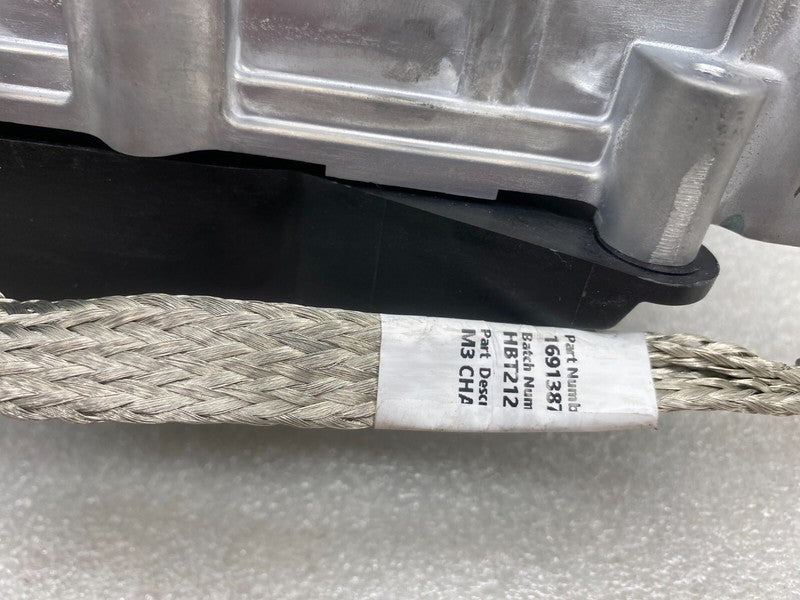 Part Numb
1691387
Batch Num
HBT212
Part Desc
M3 CHA